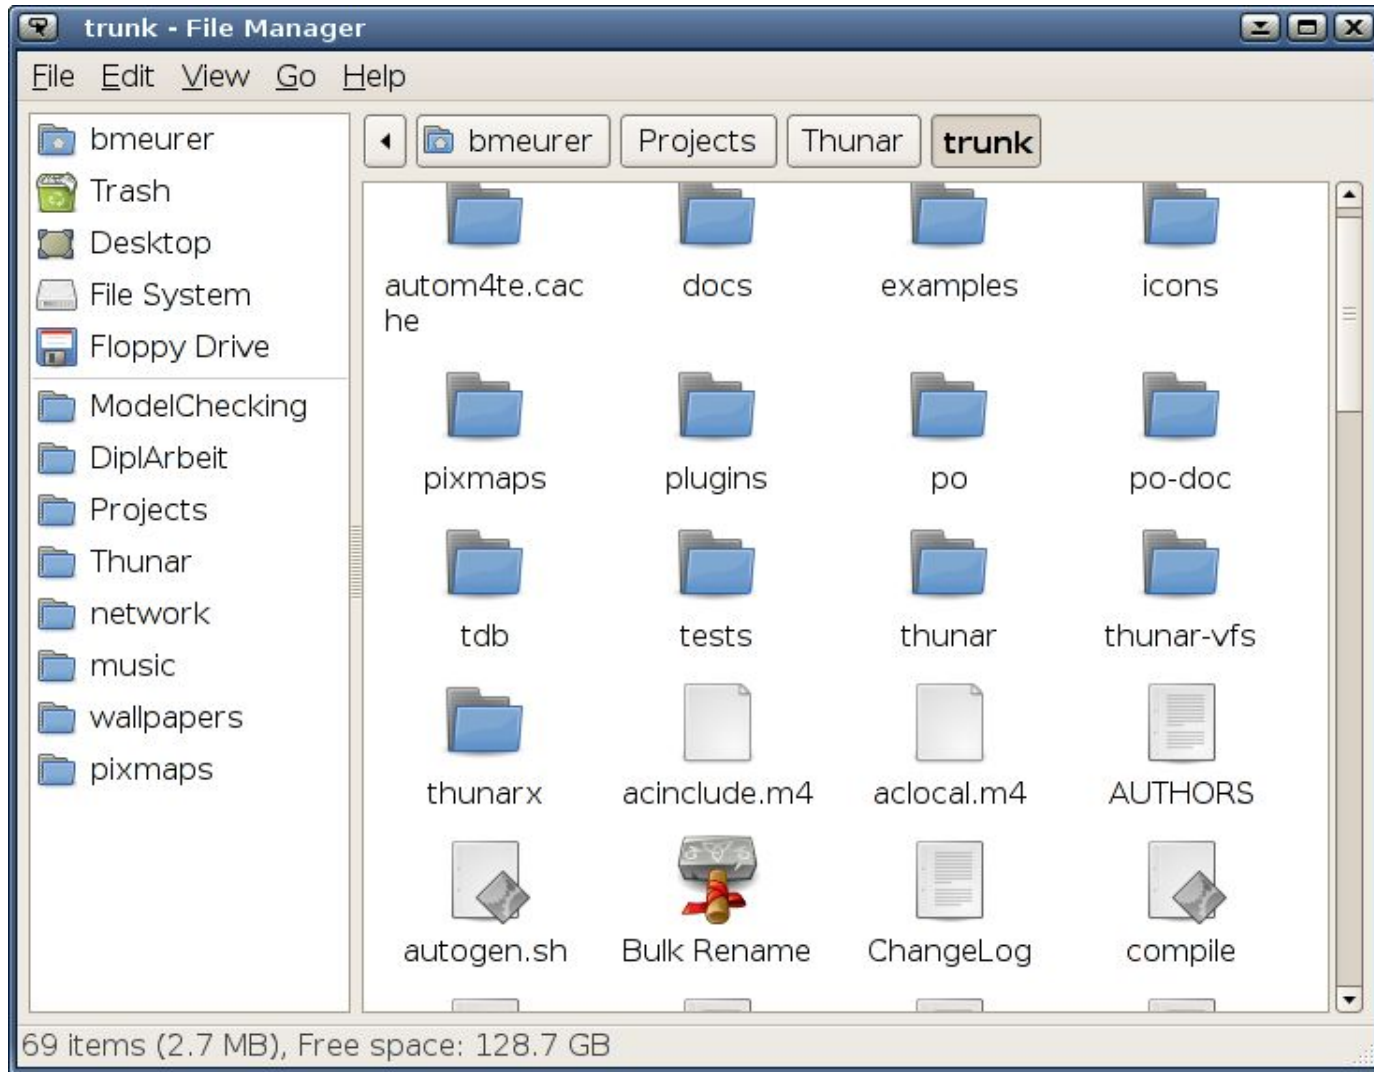 trunk - File Manager
File Edit View Go Help
bmeurer
Trash
Desktop
File System
Floppy Drive
ModelChecking
DiplArbeit
Projects
Thunar
network
music
wallpapers
pixmaps
bmeurer Projects Thunar trunk
autom4te.cac
he
docs
examples
icons
pixmaps
plugins
po
po-doc
tdb
tests
thunar
thunar-vfs
thunarx
acinclude.m4
aclocal.m4
AUTHORS
autogen.sh
Bulk Rename
ChangeLog
compile
69 items (2.7 MB), Free space: 128.7 GB